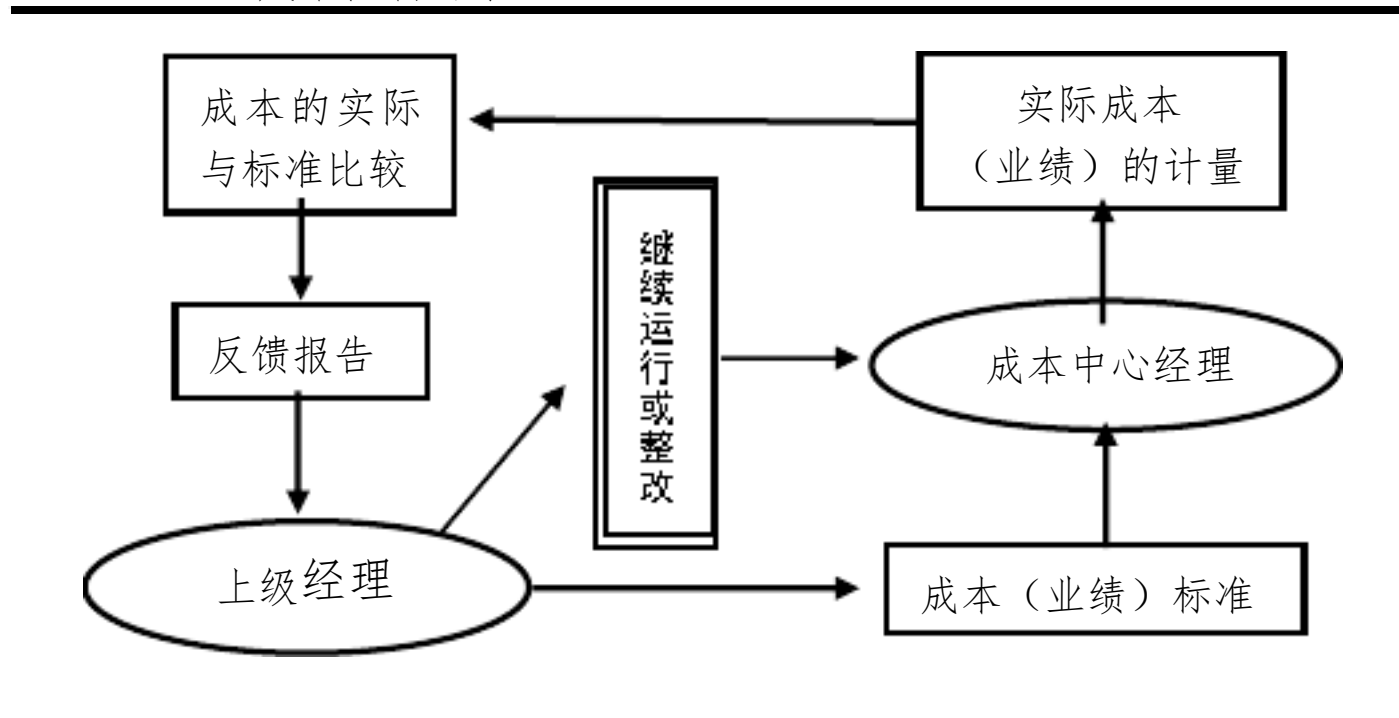 成本的实际
与标准比较
实际成本
（业绩）的计量
继续运行或整改
反馈报告
成本中心经理
上级经理
成本（业绩）标准